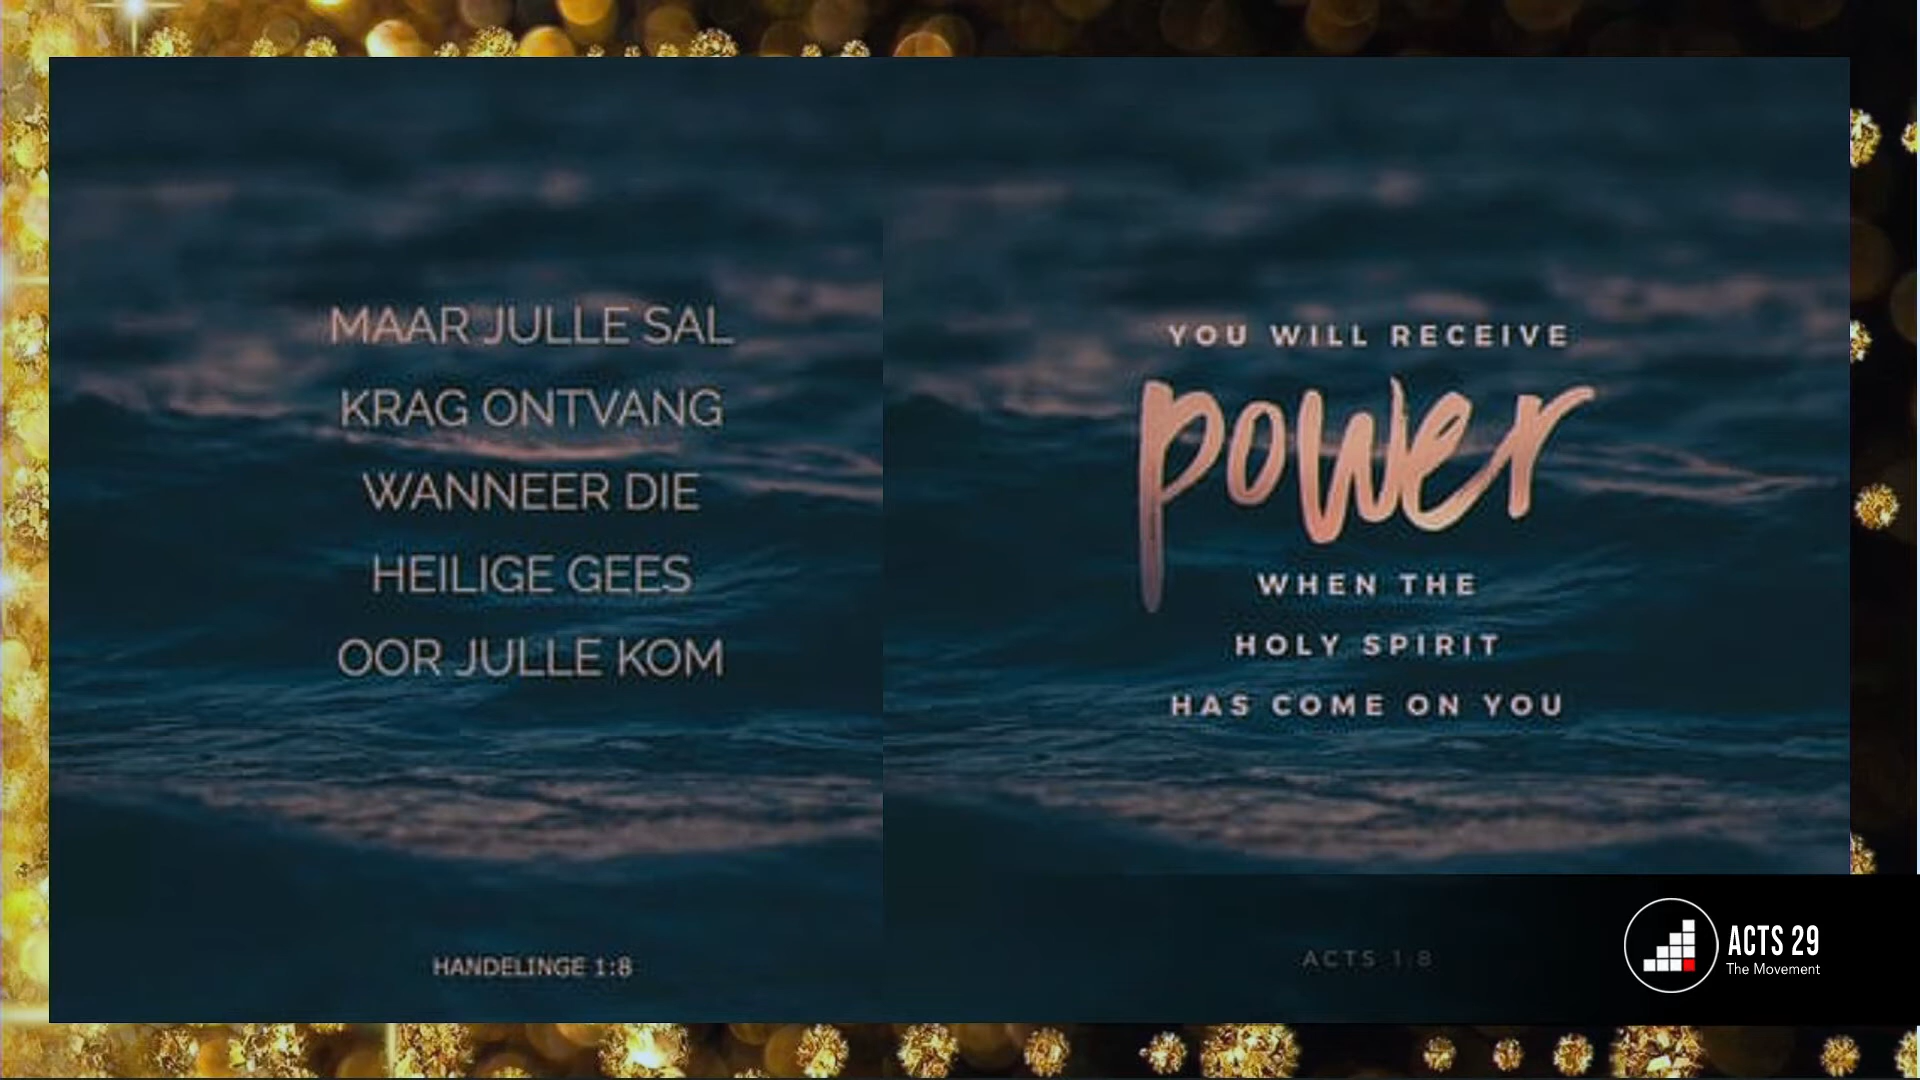 MAAR JULLE SAL
KRAG ONTVANG
WANNEER DIE
HEILIGE GEES
OOR JULLE KOM
HANDELINGE 1:8
YOU WILL RECEIVE
power
WHEN THE
HOLY SPIRIT
HAS COME ON YOU
ACTS 1:8
ACTS 29
The Movement